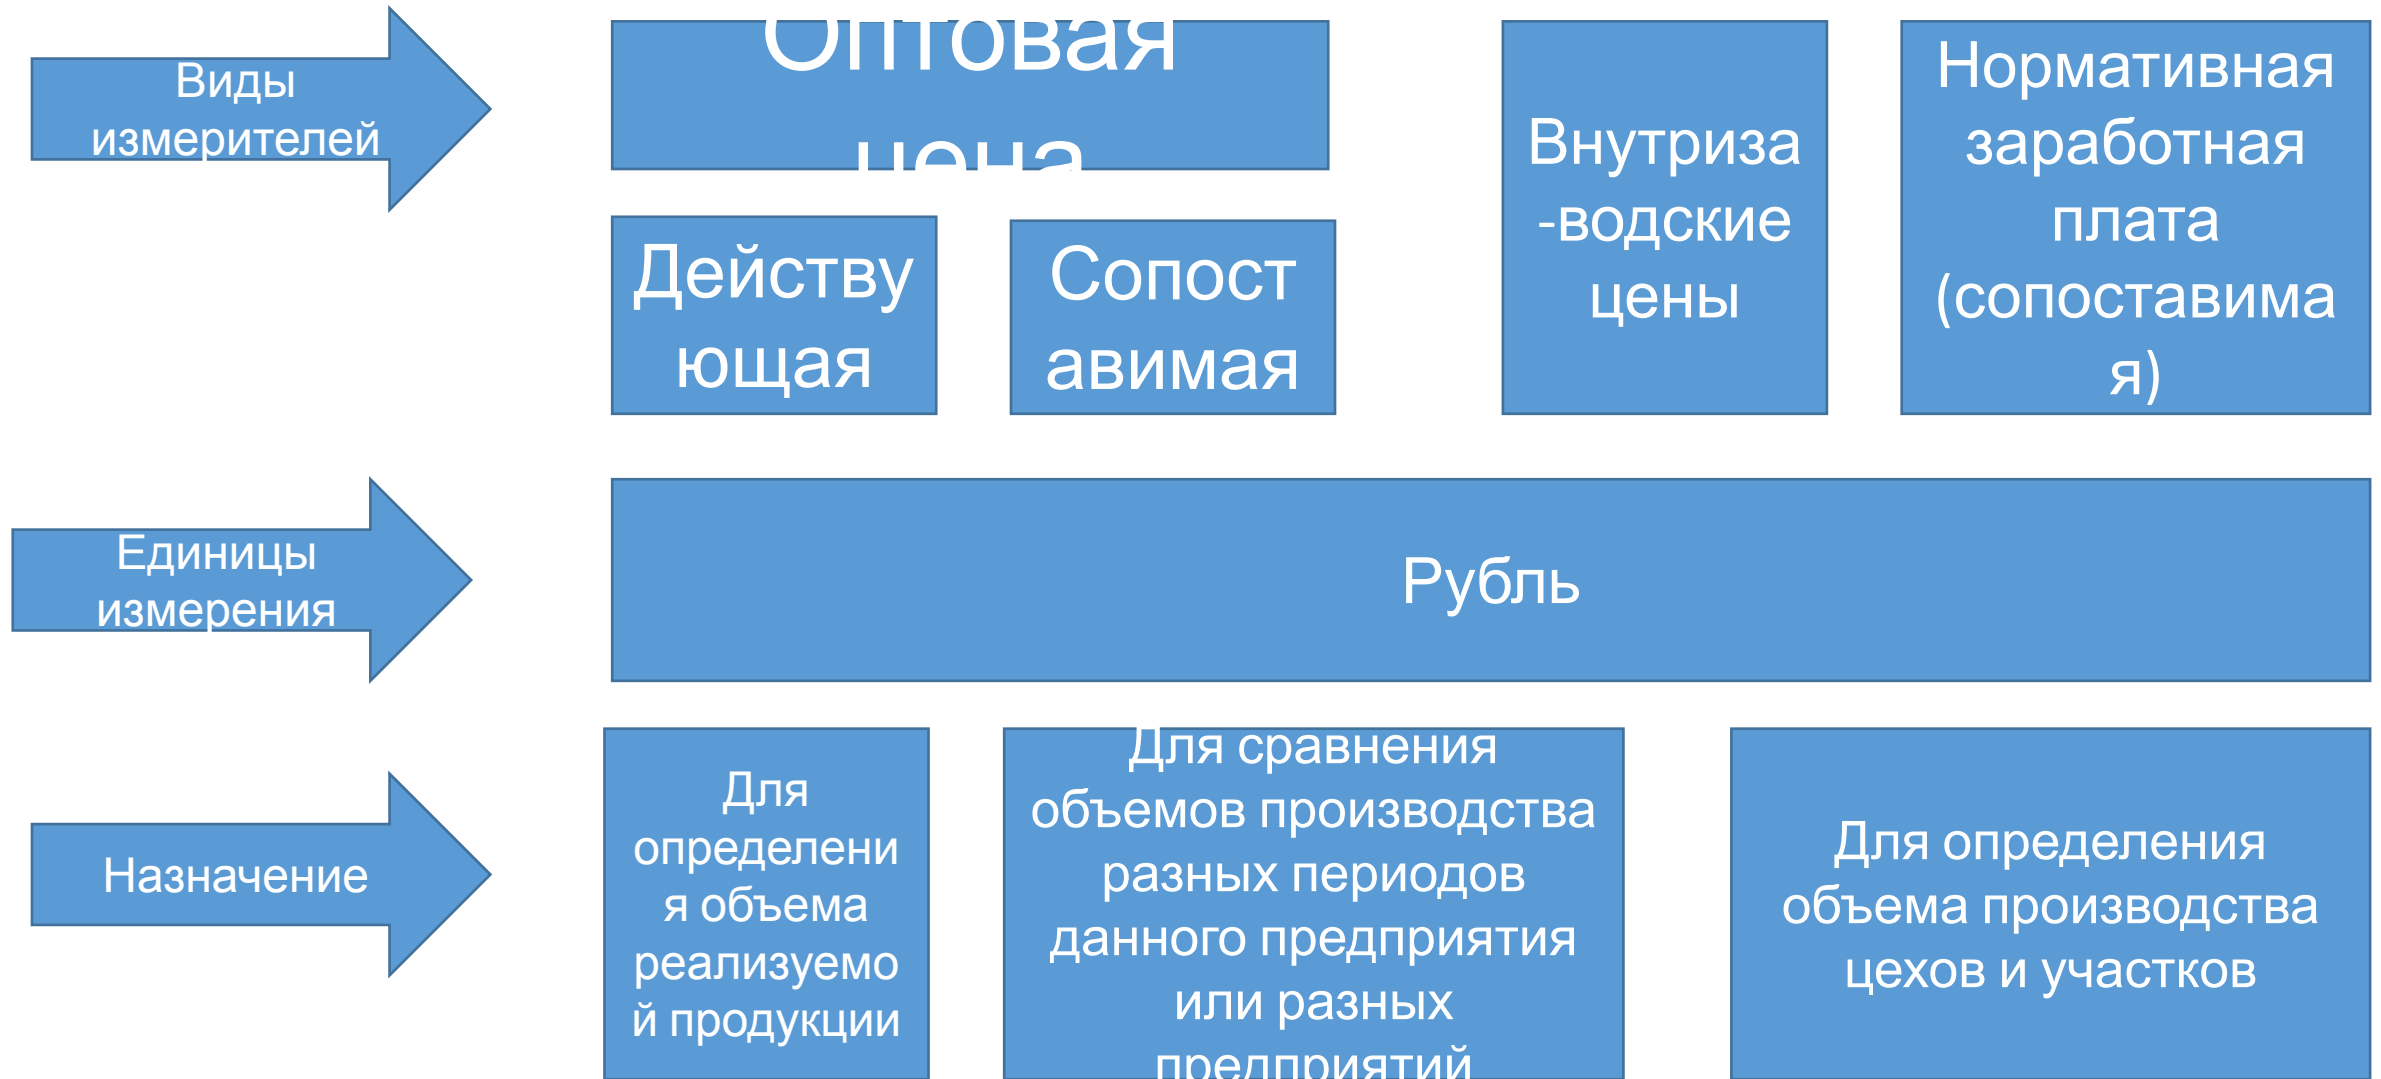 Виды
измерителей
Оптовая
цена
Действу
ющая
Сопост
авимая
Внутриза
-водские
цены
Нормативная
заработная
плата
(сопоставима
я)
Единицы
измерения
Рубль
Назначение
Для
определени
я объема
реализуемо
й продукции
Для сравнения
объемов производства
разных периодов
данного предприятия
или разных
предприятий
Для определения
объема производства
цехов и участков